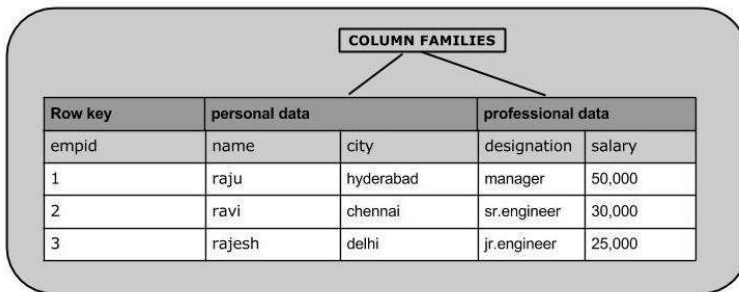 COLUMN FAMILIES
Row key personal data professional data
empid name city designation salary
1 raju hyderabad manager 50,000
2 ravi chennai sr.engineer 30,000
3 rajesh delhi jr.engineer 25,000